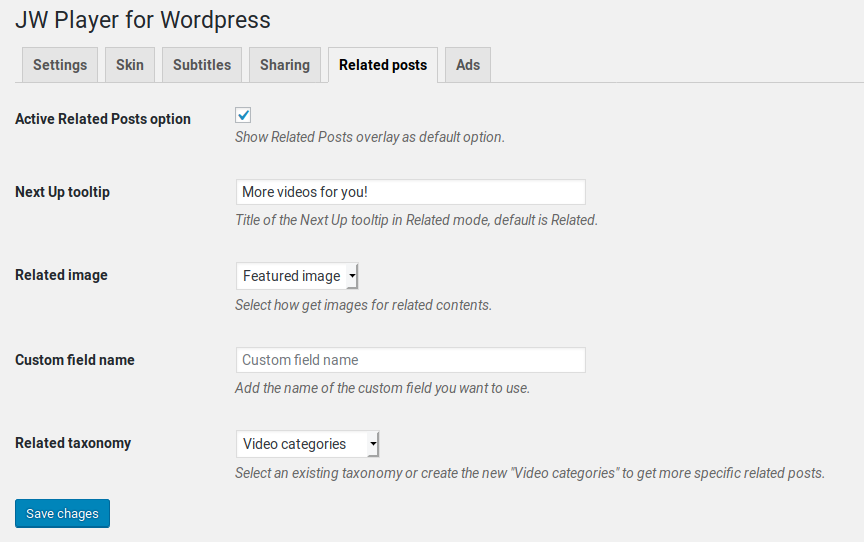 JW Player for Wordpress
Settings Skin Subtitles Sharing Related posts Ads
Active Related Posts option
Show Related Posts overlay as default option.
Next Up tooltip More videos for you!
Title of the Next Up tooltip in Related mode, default is Related.
Related image Featured image
Select how get images for related contents.
Custom field name Custom field name
Add the name of the custom field you want to use.
Related taxonomy Video categories
Select an existing taxonomy or create the new "Video categories" to get more specific related posts.
Save chages